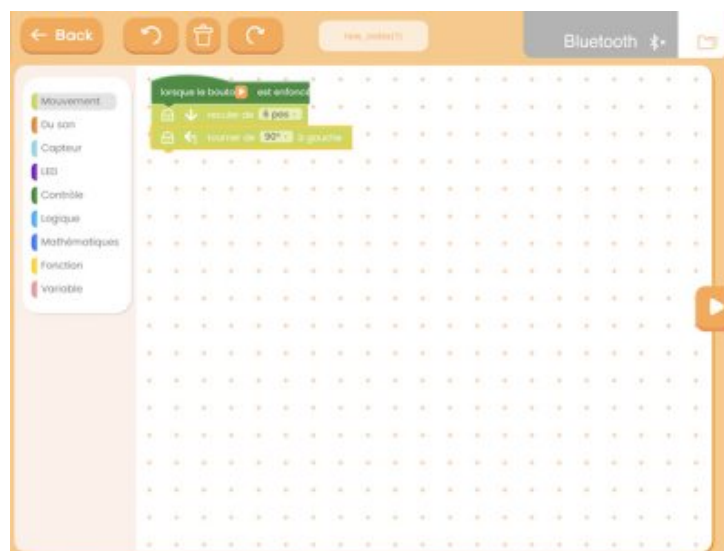 ← Back
Bluetooth
Mouvement
Du son
Capteur
LED
Contrôle
Logique
Mathématiques
Fonction
Variable
lorsque le bouton est enfoncé
reculer de 6 pas
tourner de 90° à gauche